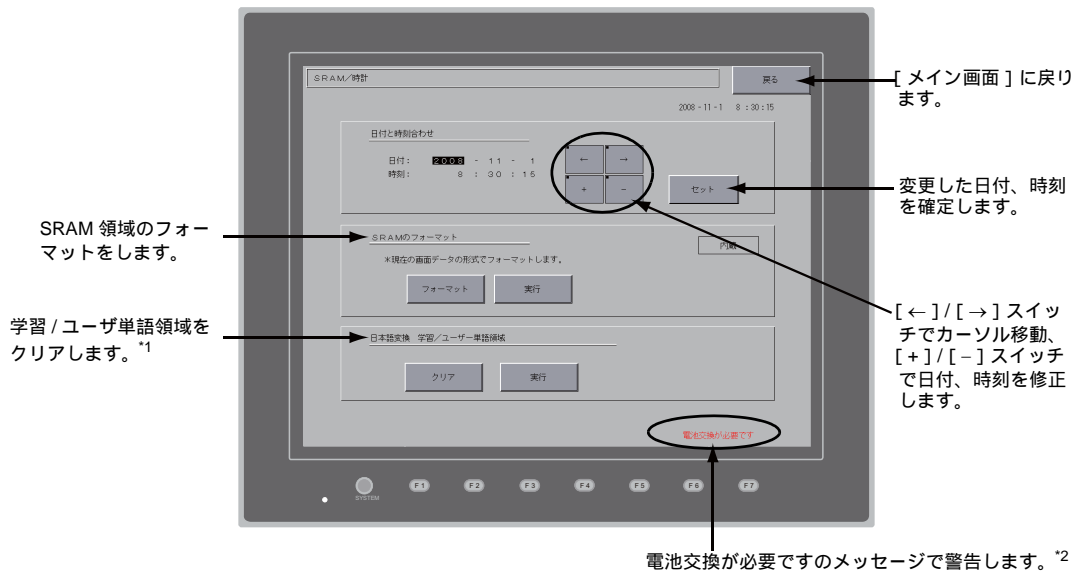 SRAM/時計
戻る
2008 - 11 - 1 8 : 30 : 15
日付と時刻合わせ
日付: 2008 - 11 - 1
時刻: 8 : 30 : 15
← →
+ −
セット
SRAMのフォーマット
内蔵
*現在の画面データの形式でフォーマットします。
フォーマット 実行
日本語変換 学習/ユーザー単語領域
クリア 実行
電池交換が必要です
SYSTEM F1 F2 F3 F4 F5 F6 F7
[ メイン画面 ] に戻り
ます。
変更した日付、時刻
を確定します。
[ ← ] / [ → ] スイッ
チでカーソル移動、
[ + ] / [ − ] スイッチ
で日付、時刻を修正
します。
SRAM 領域のフォー
マットをします。
学習 / ユーザ単語領域を
クリアします。*1
電池交換が必要ですのメッセージで警告します。*2